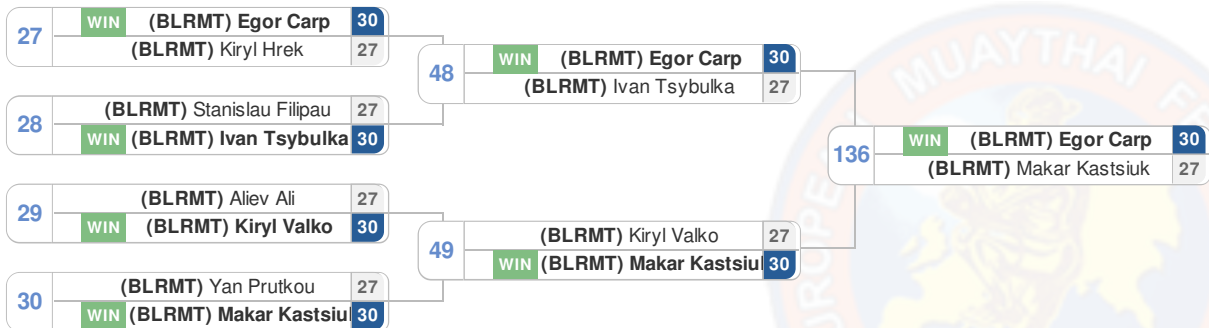 27
WIN (BLRMT) Egor Carp 30
(BLRMT) Kiryl Hrek 27
28
(BLRMT) Stanislau Filipau 27
WIN (BLRMT) Ivan Tsybulka 30
29
(BLRMT) Aliev Ali 27
WIN (BLRMT) Kiryl Valko 30
30
(BLRMT) Yan Prutkou 27
WIN (BLRMT) Makar Kastsiu 30
48
WIN (BLRMT) Egor Carp 30
(BLRMT) Ivan Tsybulka 27
49
(BLRMT) Kiryl Valko 27
WIN (BLRMT) Makar Kastsiu 30
136
WIN (BLRMT) Egor Carp 30
(BLRMT) Makar Kastsiuk 27
MUAYTHAI